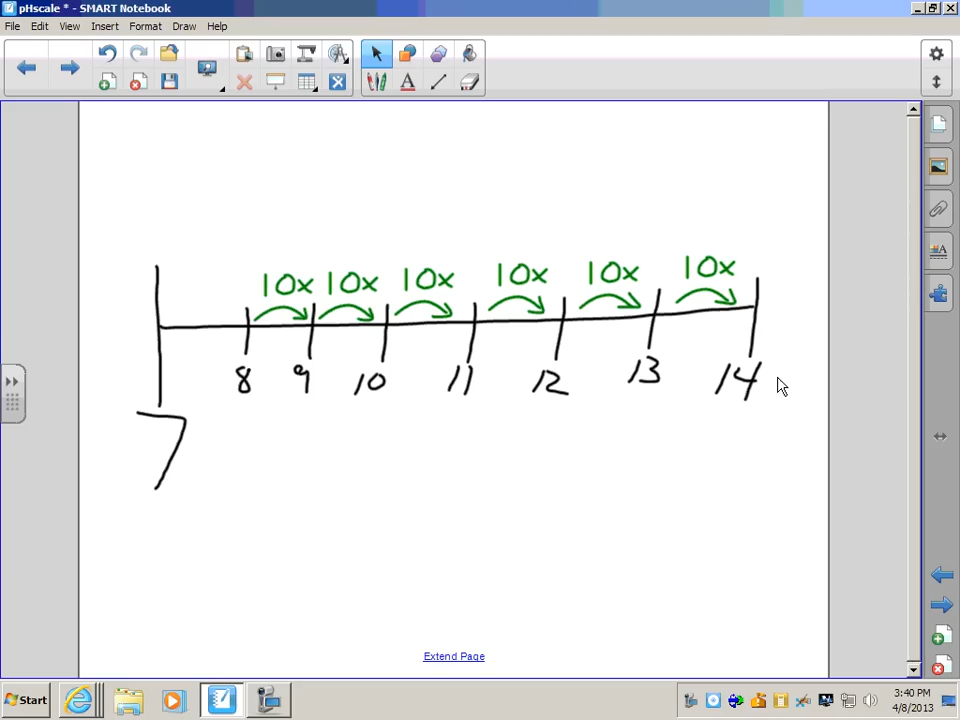 pHscale * - SMART Notebook
File Edit View Insert Format Draw Help
10x 10x 10x 10x 10x 10x
8 9 10 11 12 13 14
7
Extend Page
Start
3:40 PM
4/8/2013